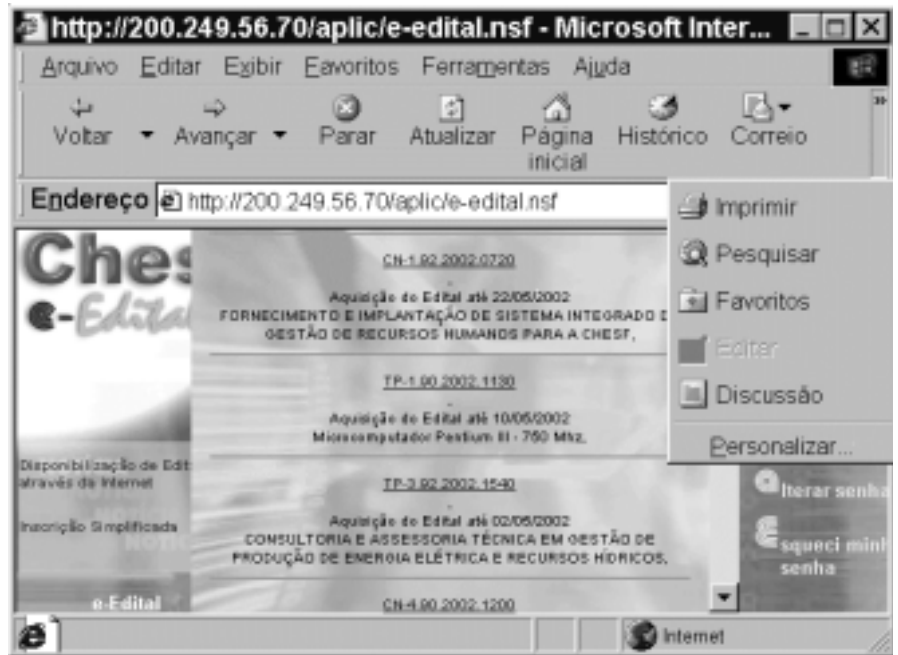 http://200.249.56.70/aplic/e-edital.nsf - Microsoft Inter...
Arquivo Editar Exibir Favoritos Ferramentas Ajuda
Voltar Avançar Parar Atualizar Página inicial Histórico Correio
Endereço http://200.249.56.70/aplic/e-edital.nsf
Imprimir
Pesquisar
Favoritos
Editar
Discussão
Personalizar...
Ches
e-Edital
Disponibilização de Edit
através da Internet
Inscrição Simplificada
e-Edital
CN-1.92.2002.0720
.
Aquisição do Edital até 22/05/2002
FORNECIMENTO E IMPLANTAÇÃO DE SISTEMA INTEGRADO D
GESTÃO DE RECURSOS HUMANOS PARA A CHESF,
TP-1.90.2002.1130
.
Aquisição do Edital até 10/05/2002
Microcomputador Pentium III - 750 Mhz,
TP-3.92.2002.1540
.
Aquisição do Edital até 02/05/2002
CONSULTORIA E ASSESSORIA TÉCNICA EM GESTÃO DE
PRODUÇÃO DE ENERGIA ELÉTRICA E RECURSOS HÍDRICOS,
CN-4.90.2002.1200
lterar senha
squeci minh
senha
Internet